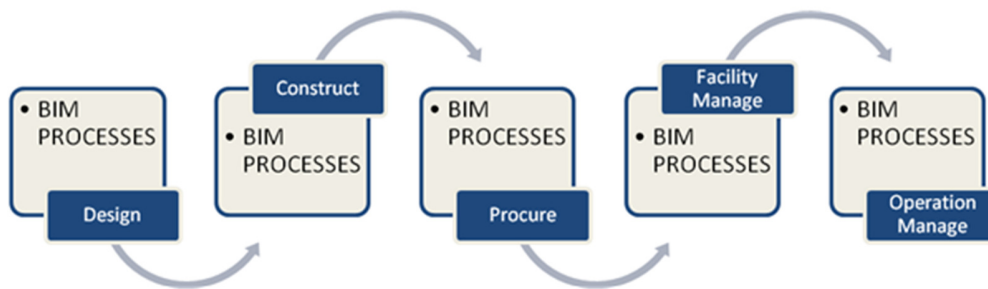 • BIM
PROCESSES
Design
Construct
• BIM
PROCESSES
• BIM
PROCESSES
Procure
Facility
Manage
• BIM
PROCESSES
• BIM
PROCESSES
Operation
Manage